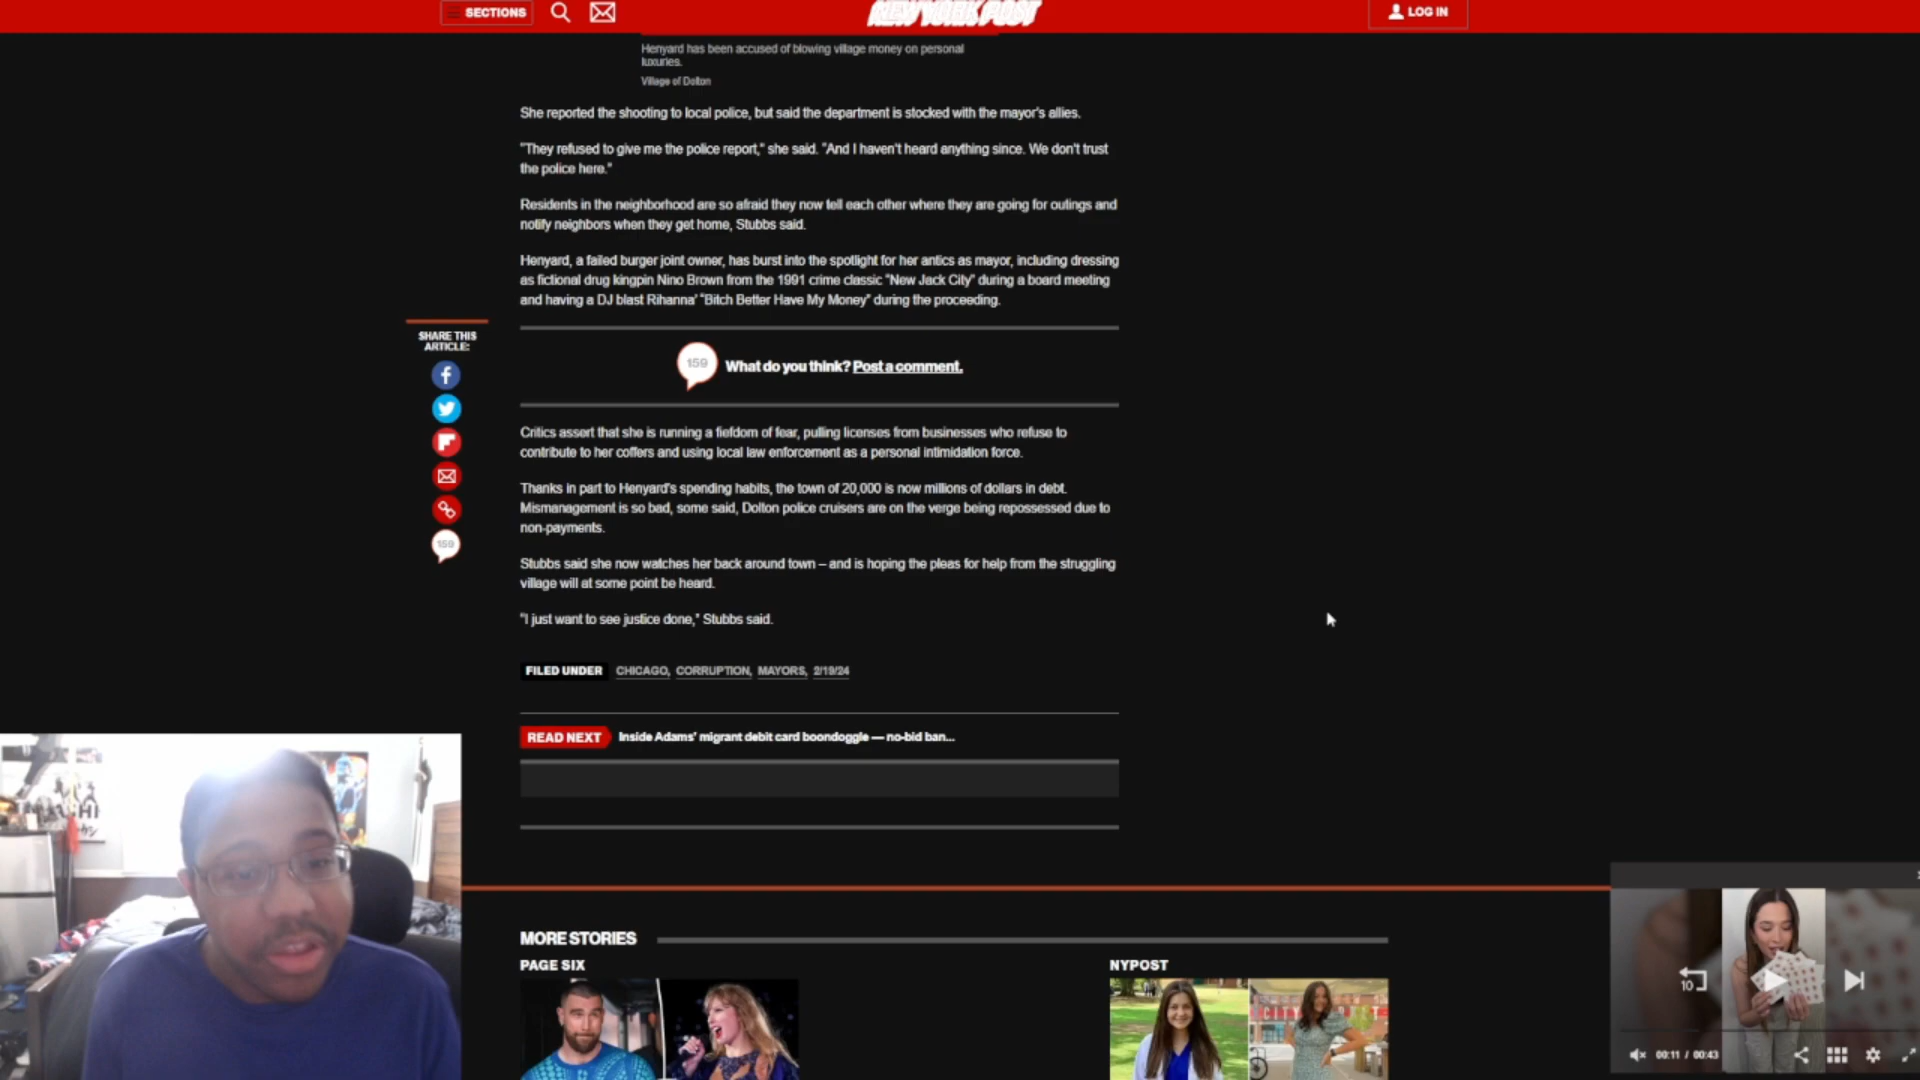 SECTIONS
NEW YORK POST
LOG IN
Henyard has been accused of blowing village money on personal
luxuries.
Village of Dolton
She reported the shooting to local police, but said the department is stocked with the mayor's allies.
"They refused to give me the police report," she said. "And I haven't heard anything since. We don't trust
the police here."
Residents in the neighborhood are so afraid they now tell each other where they are going for outings and
notify neighbors when they get home, Stubbs said.
Henyard, a failed burger joint owner, has burst into the spotlight for her antics as mayor, including dressing
as fictional drug kingpin Nino Brown from the 1991 crime classic "New Jack City" during a board meeting
and having a DJ blast Rihanna' "Bitch Better Have My Money" during the proceeding.
SHARE THIS
ARTICLE:
159
What do you think? Post a comment.
Critics assert that she is running a fiefdom of fear, pulling licenses from businesses who refuse to
contribute to her coffers and using local law enforcement as a personal intimidation force.
Thanks in part to Henyard's spending habits, the town of 20,000 is now millions of dollars in debt.
Mismanagement is so bad, some said, Dolton police cruisers are on the verge being repossessed due to
non-payments.
159
Stubbs said she now watches her back around town – and is hoping the pleas for help from the struggling
village will at some point be heard.
"I just want to see justice done," Stubbs said.
FILED UNDER CHICAGO, CORRUPTION, MAYORS, 2/19/24
READ NEXT Inside Adams' migrant debit card boondoggle — no-bid ban...
MORE STORIES
PAGE SIX
NYPOST
10
00:11 / 00:43